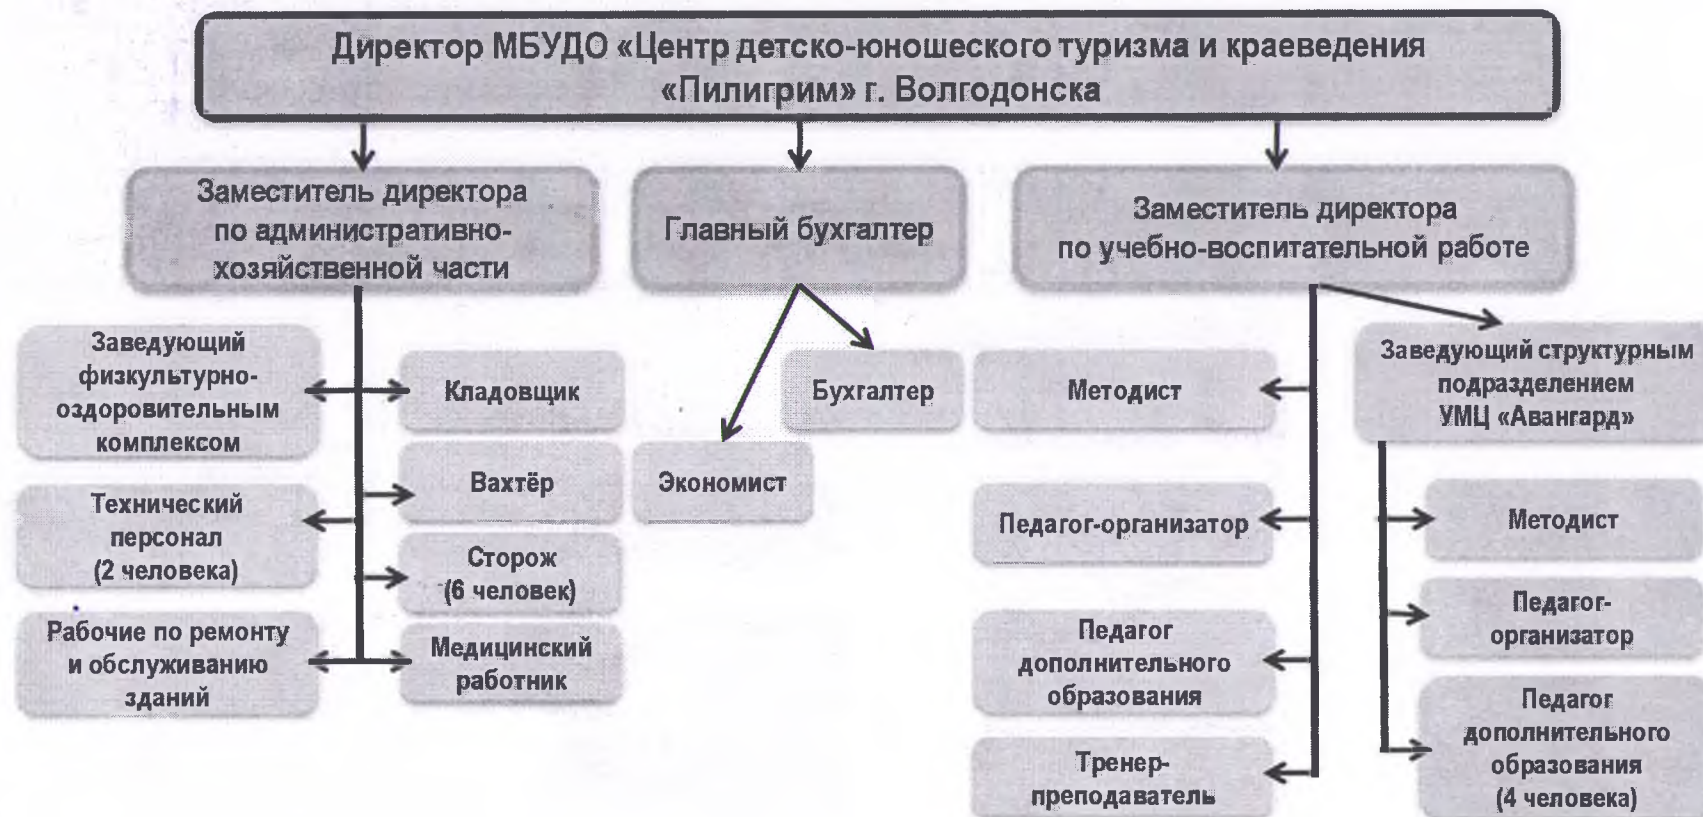 Директор МБУДО «Центр детско-юношеского туризма и краеведения
«Пилигрим» г. Волгодонска
Заместитель директора
по административно-
хозяйственной части
Главный бухгалтер
Заместитель директора
по учебно-воспитательной работе
Заведующий
физкультурно-
оздоровительным
комплексом
Кладовщик
Вахтёр
Технический
персонал
(2 человека)
Сторож
(6 человек)
Рабочие по ремонту
и обслуживанию
зданий
Медицинский
работник
Бухгалтер
Экономист
Методист
Педагог-организатор
Педагог
дополнительного
образования
Тренер-
преподаватель
Заведующий структурным
подразделением
УМЦ «Авангард»
Методист
Педагог-
организатор
Педагог
дополнительного
образования
(4 человека)